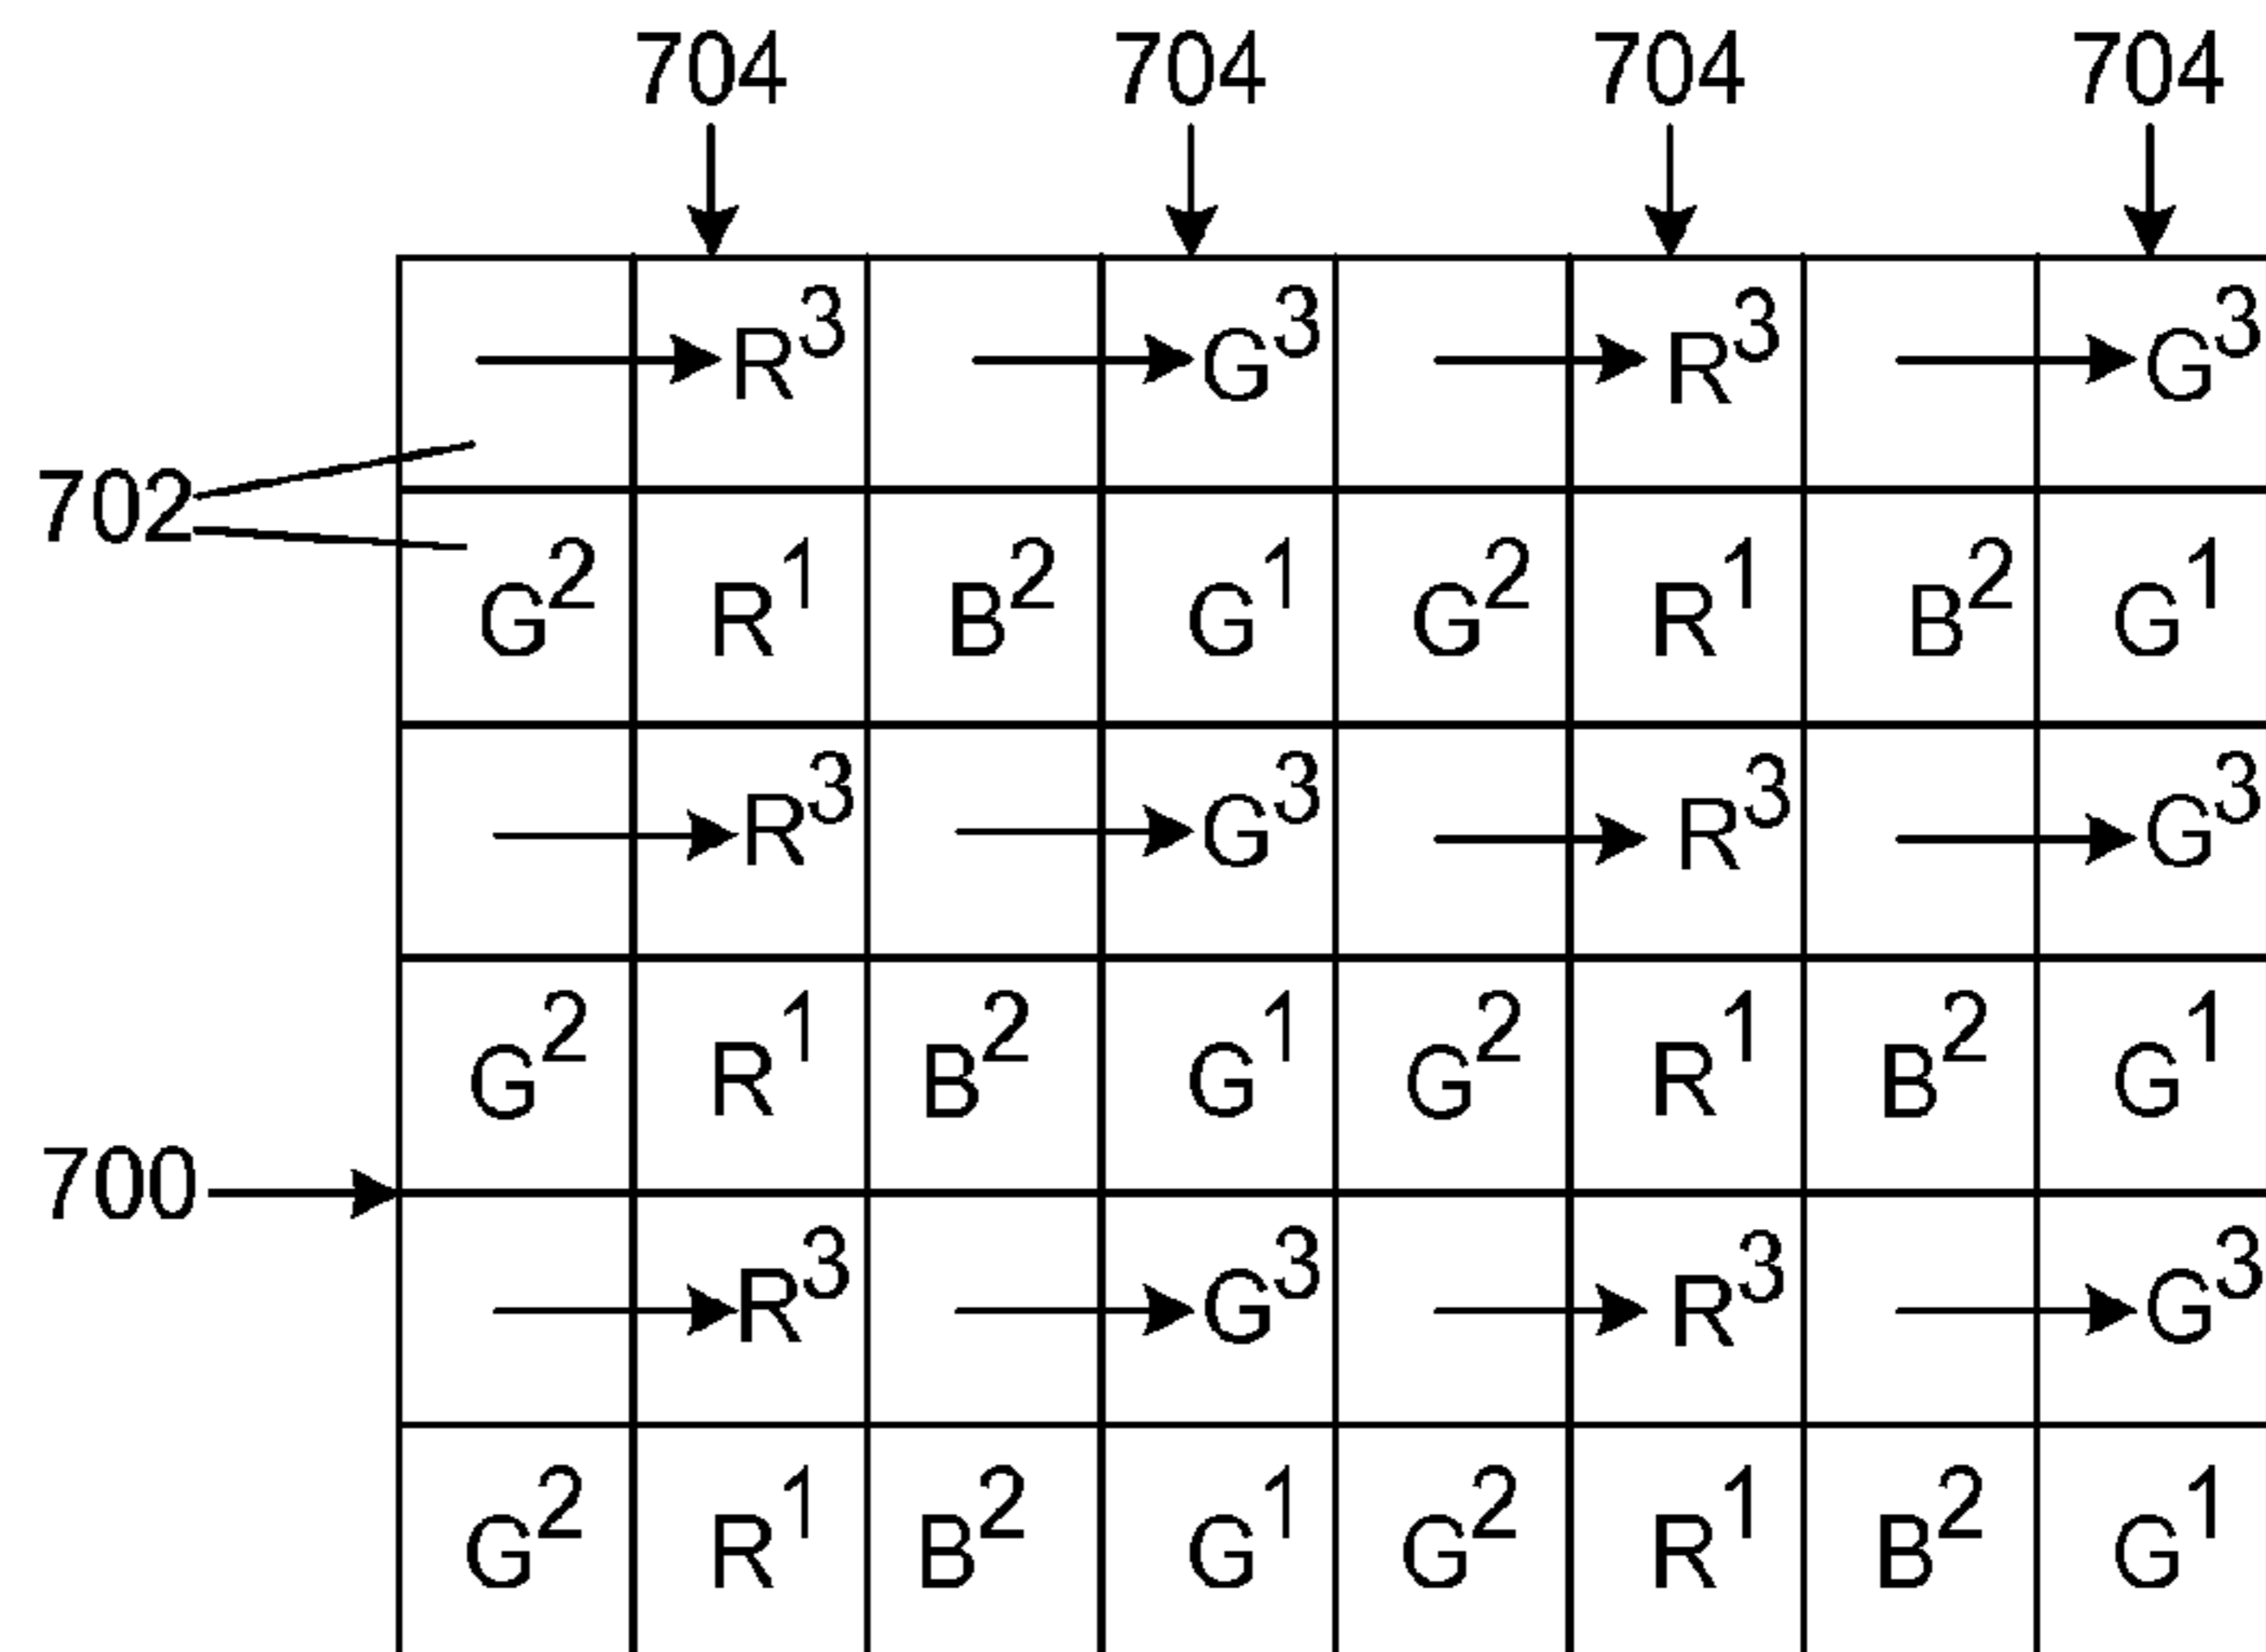 704 704 704 704
R³ G³ R³ G³
702
G² R¹ B² G¹ G² R¹ B² G¹
R³ G³ R³ G³
G² R¹ B² G¹ G² R¹ B² G¹
700
R³ G³ R³ G³
G² R¹ B² G¹ G² R¹ B² G¹